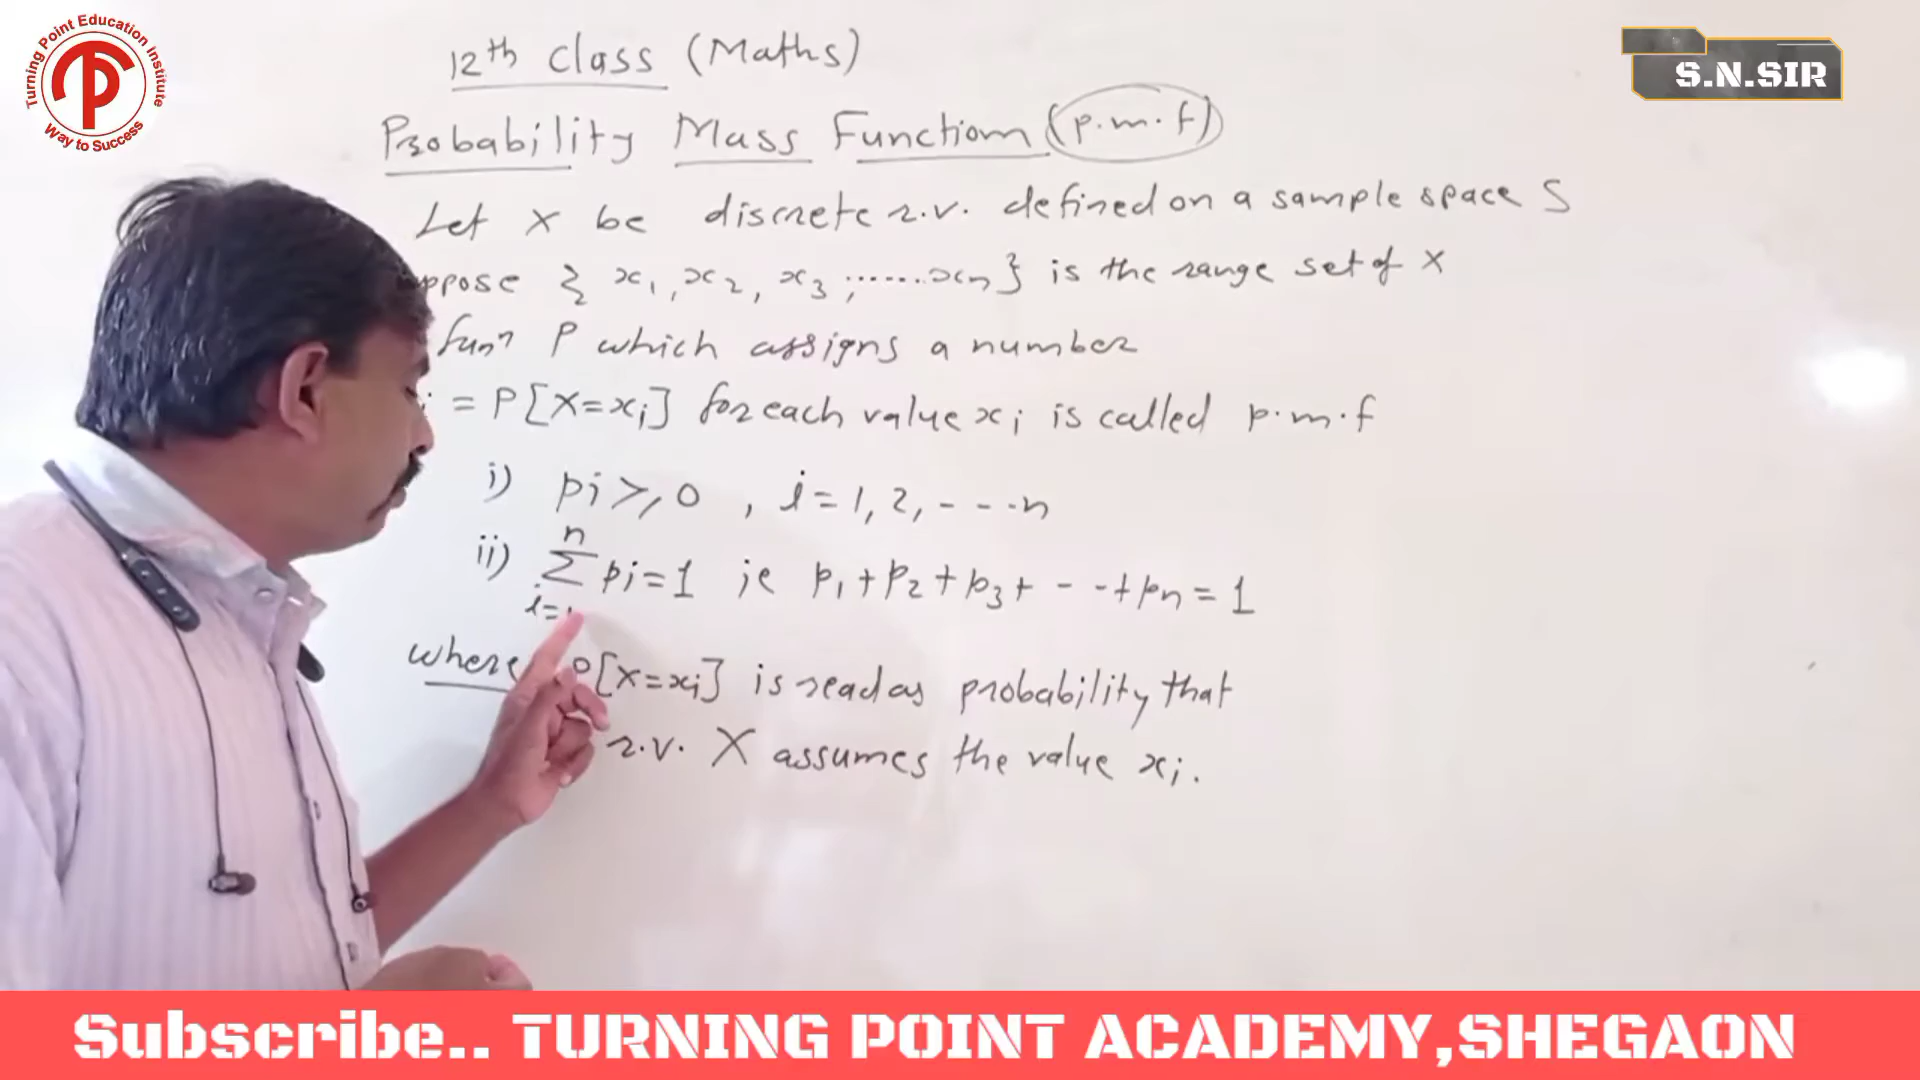 Turning Point Education Institute
Way to Success
S.N.SIR
12th Class (Maths)
Probability Mass Function (p.m.f)
Let X be discrete r.v. defined on a sample space S
ppose { x1, x2, x3, ......xn} is the range set of X
funⁿ P which assigns a number
i = P[X=xi] for each value xi is called p.m.f
i) pi ≥ 0 , i = 1, 2, - - - n
ii) n∑i=1 pi = 1 ie p1 + p2 + p3 + - - + pn = 1
where P[X=xi] is read as probability that
r.v. X assumes the value xi.
Subscribe.. TURNING POINT ACADEMY,SHEGAON